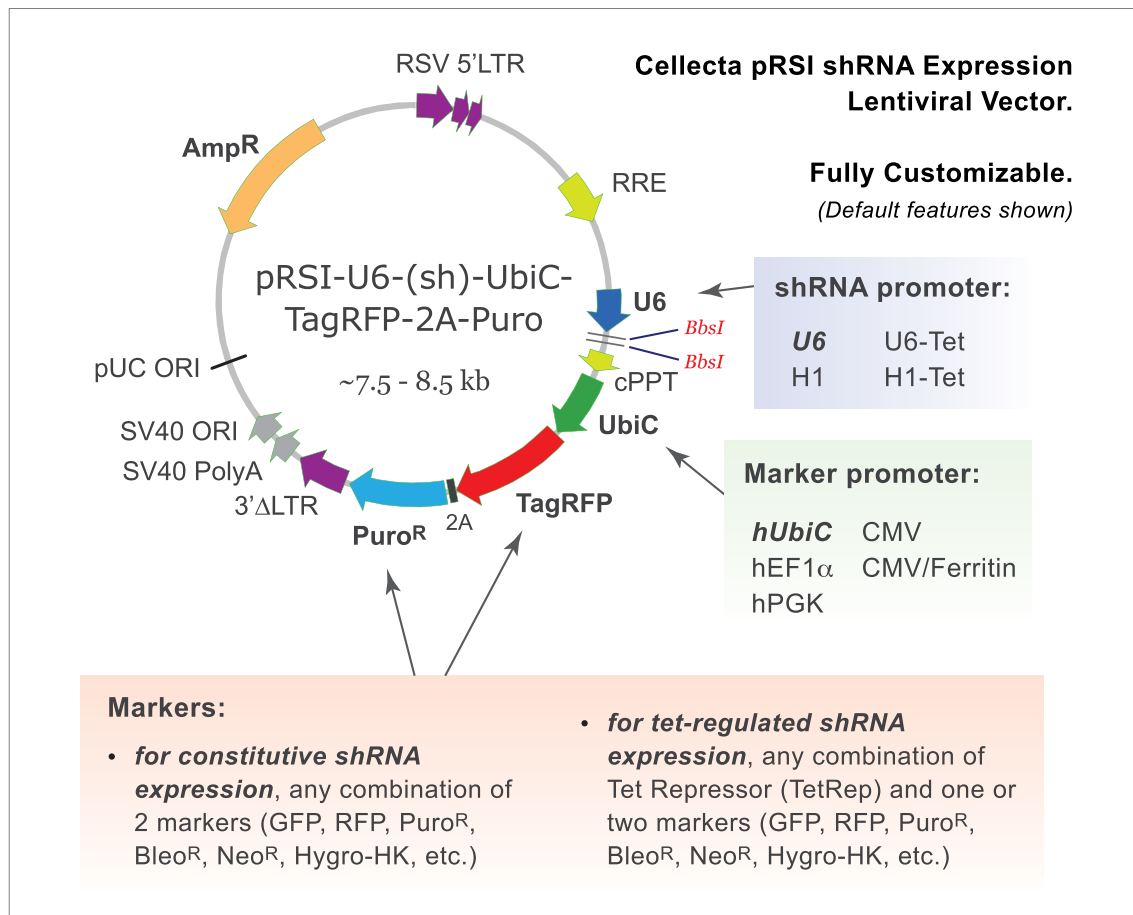 Cellecta pRSI shRNA Expression
Lentiviral Vector.
Fully Customizable.
(Default features shown)
RSV 5'LTR
AmpR
RRE
pRSI-U6-(sh)-UbiC-
TagRFP-2A-Puro
~7.5 - 8.5 kb
U6
BbsI
BbsI
cPPT
UbiC
TagRFP
2A
PuroR
3'ΔLTR
SV40 PolyA
SV40 ORI
pUC ORI
shRNA promoter:
U6 U6-Tet
H1 H1-Tet
Marker promoter:
hUbiC CMV
hEF1α CMV/Ferritin
hPGK
Markers:
• for constitutive shRNA
expression, any combination of
2 markers (GFP, RFP, PuroR,
BleoR, NeoR, Hygro-HK, etc.)
• for tet-regulated shRNA
expression, any combination of
Tet Repressor (TetRep) and one or
two markers (GFP, RFP, PuroR,
BleoR, NeoR, Hygro-HK, etc.)